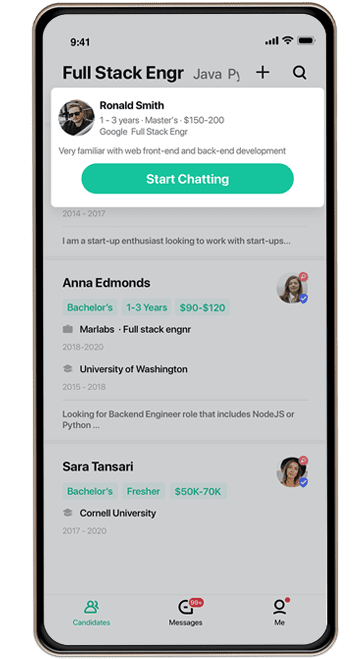 9:41
Full Stack Engr Java Py
Ronald Smith
1 - 3 years · Master's · $150-200
Google Full Stack Engr
Very familiar with web front-end and back-end development
Start Chatting
2014 - 2017
I am a start-up enthusiast looking to work with start-ups...
Anna Edmonds
Bachelor's 1-3 Years $90-$120
Marlabs · Full stack engnr
2018-2020
University of Washington
2015 - 2018
Looking for Backend Engineer role that includes NodeJS or
Python ...
Sara Tansari
Bachelor's Fresher $50K-70K
Cornell University
2017 - 2020
99+
Candidates Messages Me